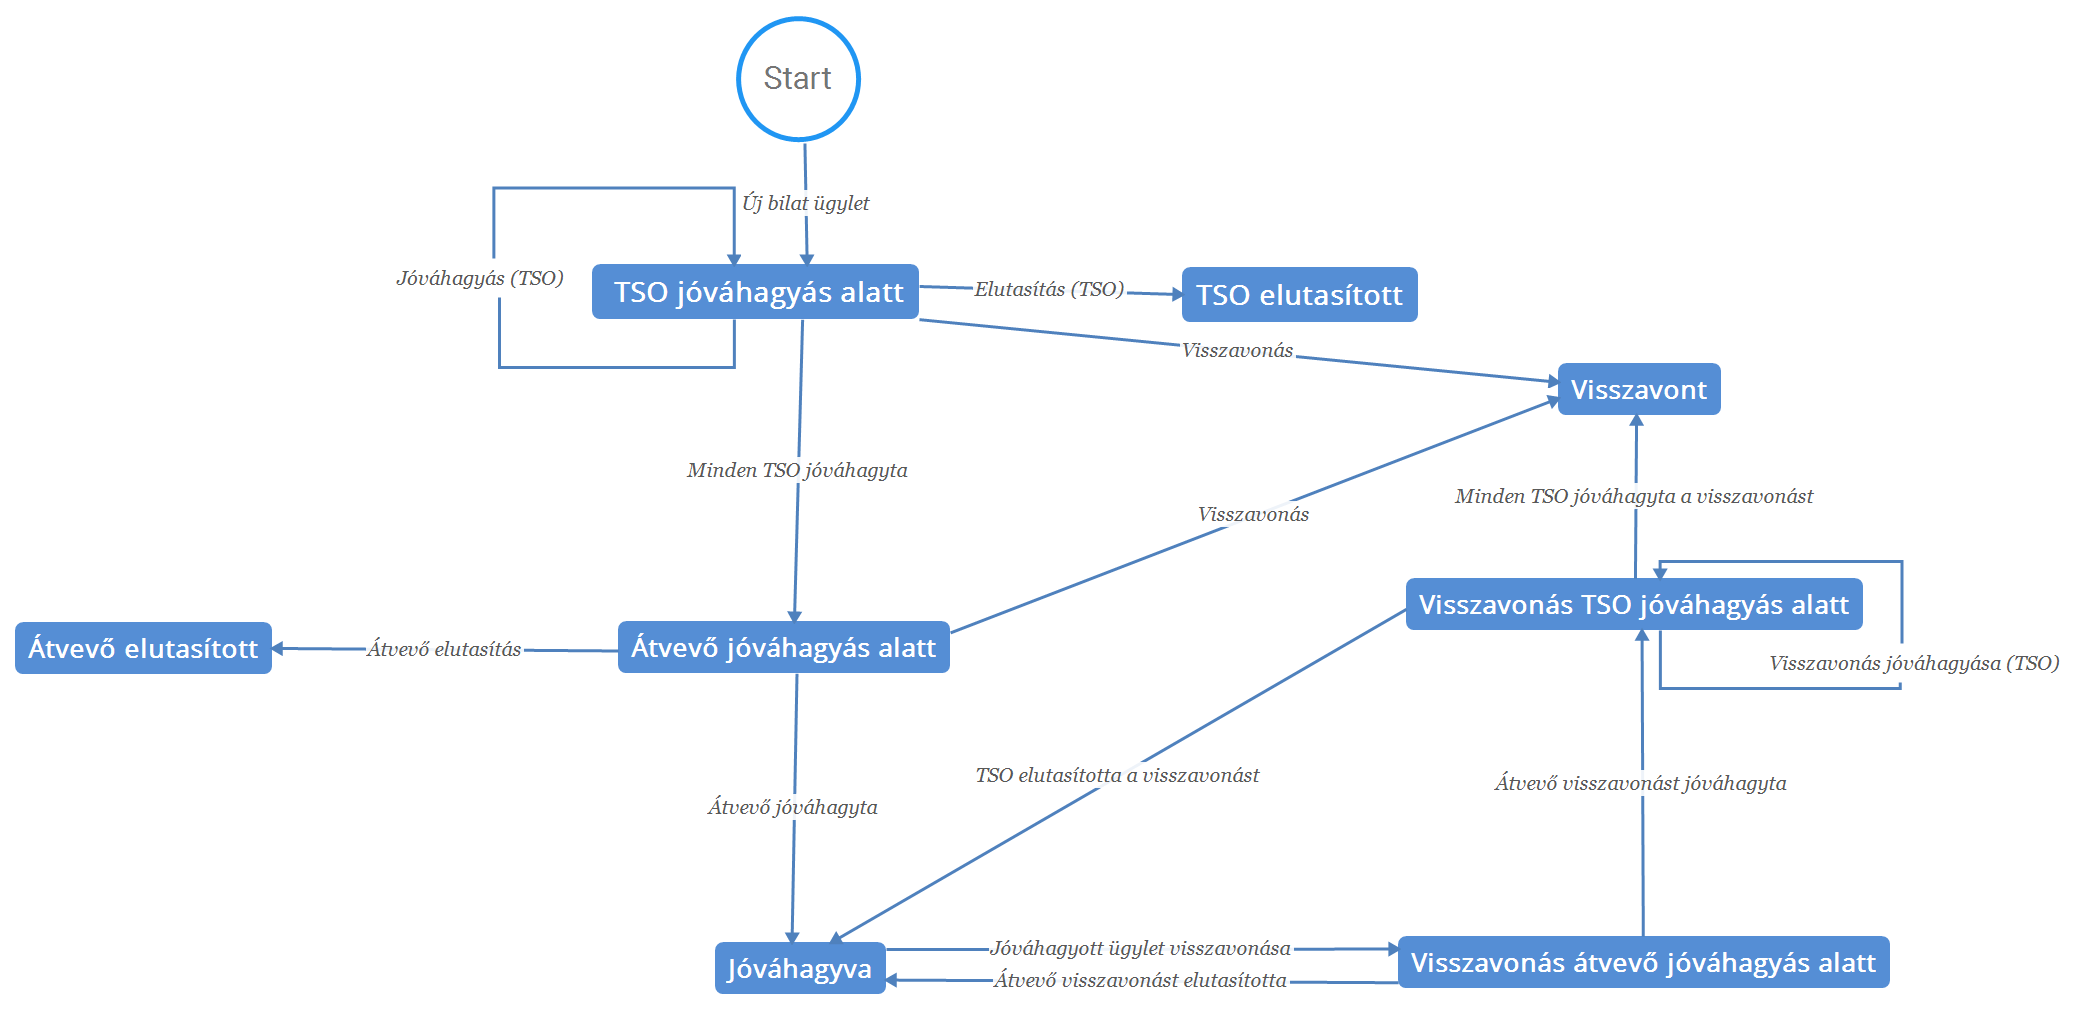 Start
Új bilat ügylet
Jóváhagyás (TSO)
TSO jóváhagyás alatt
Elutasítás (TSO)
TSO elutasított
Visszavonás
Visszavont
Minden TSO jóváhagyta
Visszavonás
Minden TSO jóváhagyta a visszavonást
Visszavonás TSO jóváhagyás alatt
Átvevő elutasított
Átvevő elutasítás
Átvevő jóváhagyás alatt
Visszavonás jóváhagyása (TSO)
TSO elutasította a visszavonást
Átvevő visszavonást jóváhagyta
Átvevő jóváhagyta
Jóváhagyva
Jóváhagyott ügylet visszavonása
Átvevő visszavonást elutasította
Visszavonás átvevő jóváhagyás alatt